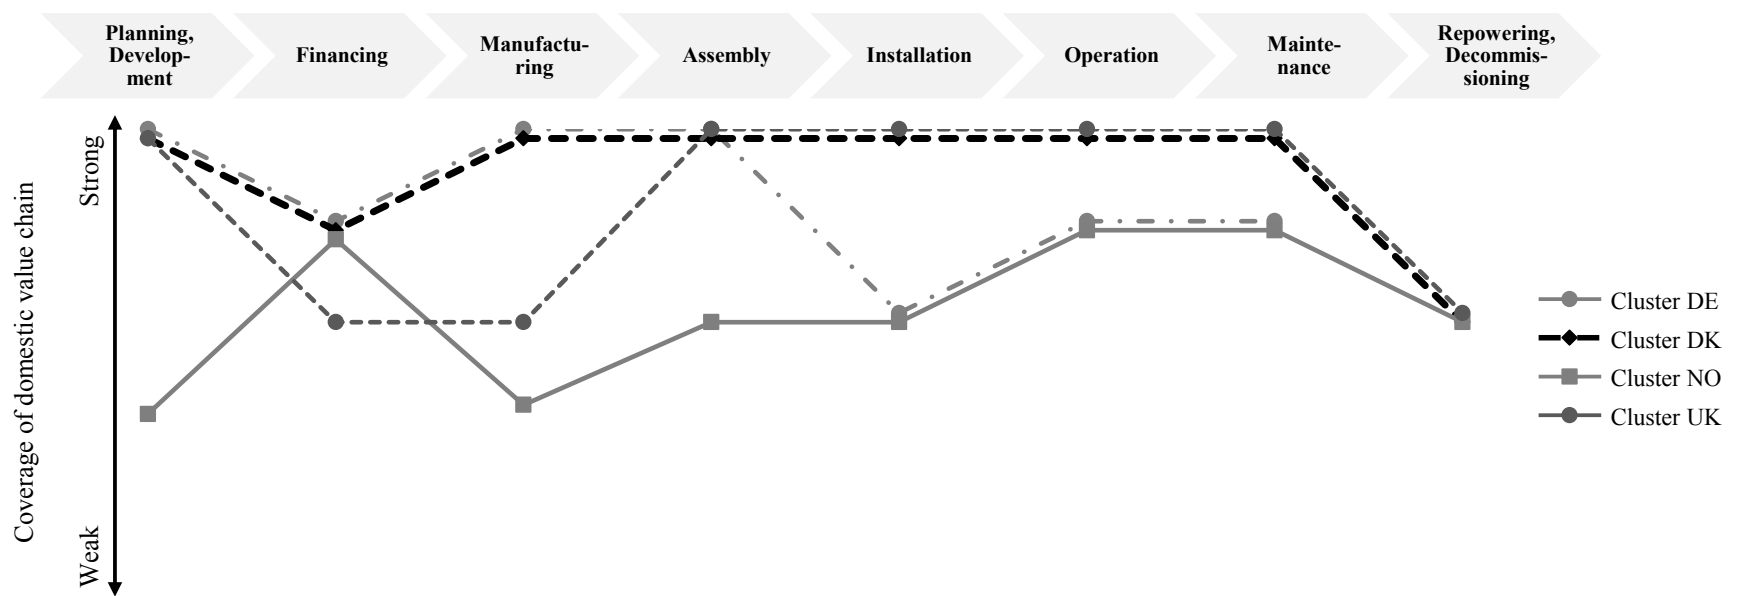 Planning,
Develop-
ment
Financing
Manufactu-
ring
Assembly
Installation
Operation
Mainte-
nance
Repowering,
Decommis-
sioning
Coverage of domestic value chain
Strong
Weak
Cluster DE
Cluster DK
Cluster NO
Cluster UK